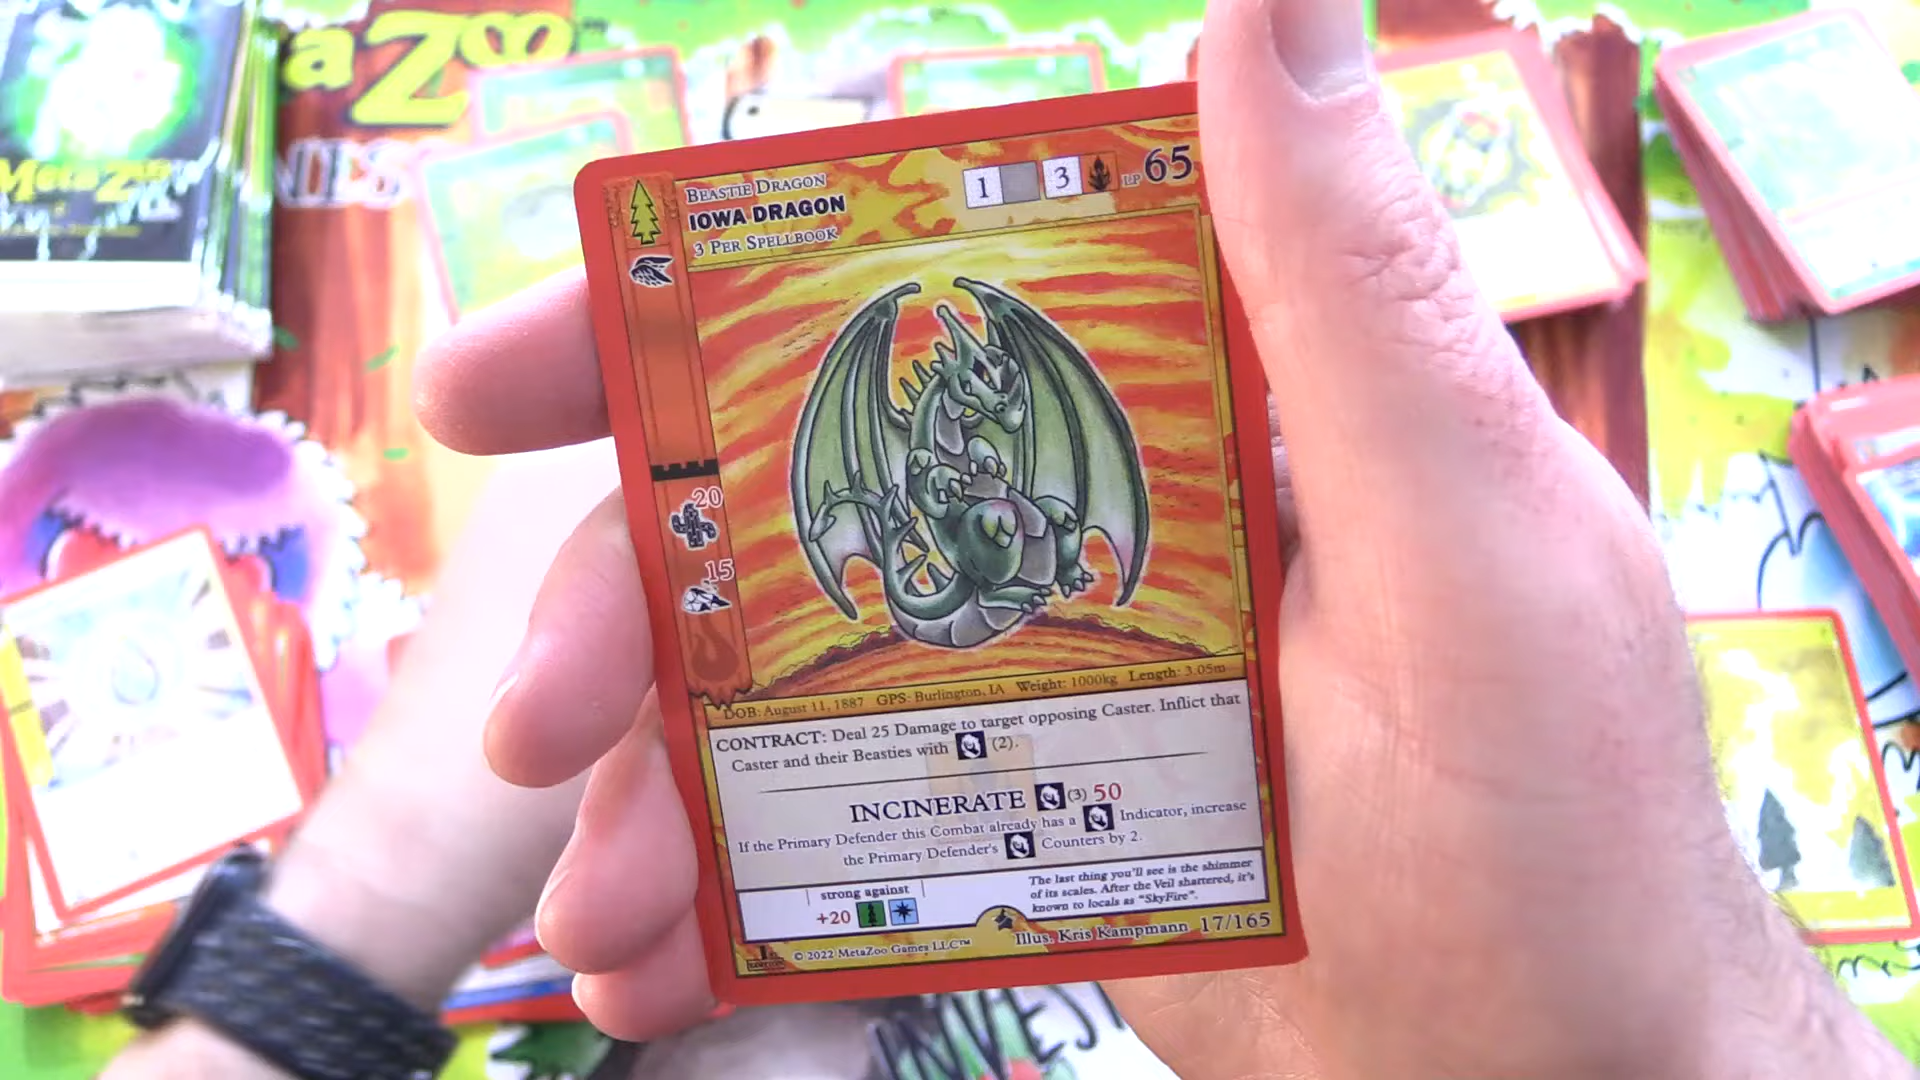 a Zoo™
MetaZoo
BEASTIE DRAGON
IOWA DRAGON
3 PER SPELLBOOK
1 3 LP 65
20
15
DOB: August 11, 1887 GPS: Burlington, IA Weight: 1000kg Length: 3.05m
CONTRACT: Deal 25 Damage to target opposing Caster. Inflict that
Caster and their Beasties with (2).
INCINERATE (3) 50
If the Primary Defender this Combat already has a Indicator, increase
the Primary Defender's Counters by 2.
strong against
+20
The last thing you'll see is the shimmer
of its scales. After the Veil shattered, it's
known to locals as "SkyFire".
© 2022 MetaZoo Games LLC™
Illus. Kris Kampmann 17/165
INVEST